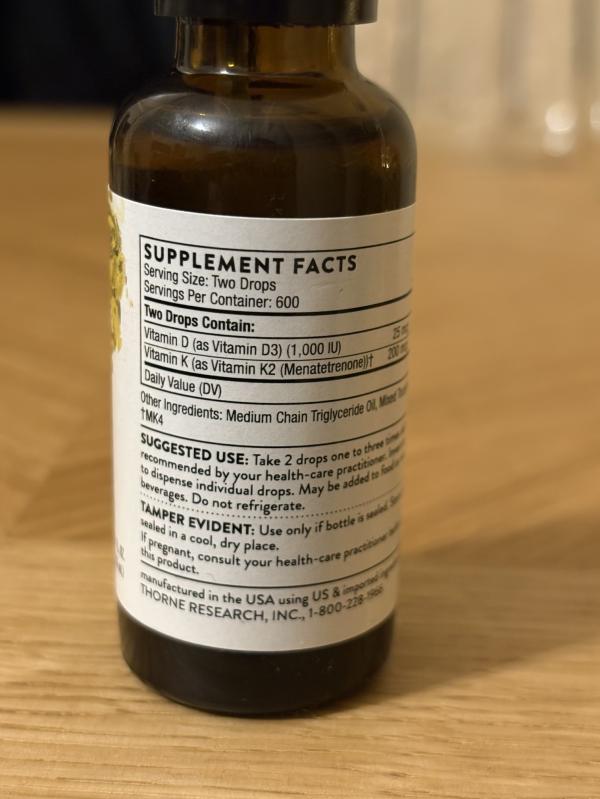 SUPPLEMENT FACTS
Serving Size: Two Drops
Servings Per Container: 600
Two Drops Contain:
Vitamin D (as Vitamin D3) (1,000 IU) 25
Vitamin K (as Vitamin K2 (Menatetrenone))† 200
Daily Value (DV)
Other Ingredients: Medium Chain Triglyceride Oil, Mixed
†MK4
SUGGESTED USE: Take 2 drops one to three times
recommended by your health-care practitioner.
to dispense individual drops. May be added to food
beverages. Do not refrigerate.
TAMPER EVIDENT: Use only if bottle is sealed.
sealed in a cool, dry place.
If pregnant, consult your health-care practitioner
this product.
manufactured in the USA using US & imported
THORNE RESEARCH, INC., 1-800-228-1966